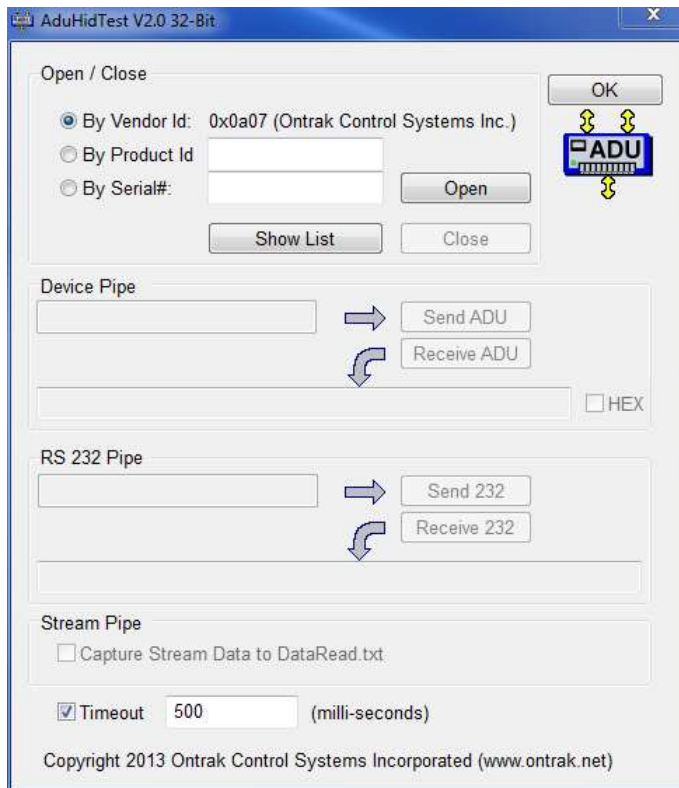 AduHidTest V2.0 32-Bit
x
Open / Close
OK
By Vendor Id: 0x0a07 (Ontrak Control Systems Inc.)
By Product Id
ADU
By Serial#:
Open
Show List
Close
Device Pipe
Send ADU
Receive ADU
HEX
RS 232 Pipe
Send 232
Receive 232
Stream Pipe
Capture Stream Data to DataRead.txt
Timeout 500 (milli-seconds)
Copyright 2013 Ontrak Control Systems Incorporated (www.ontrak.net)